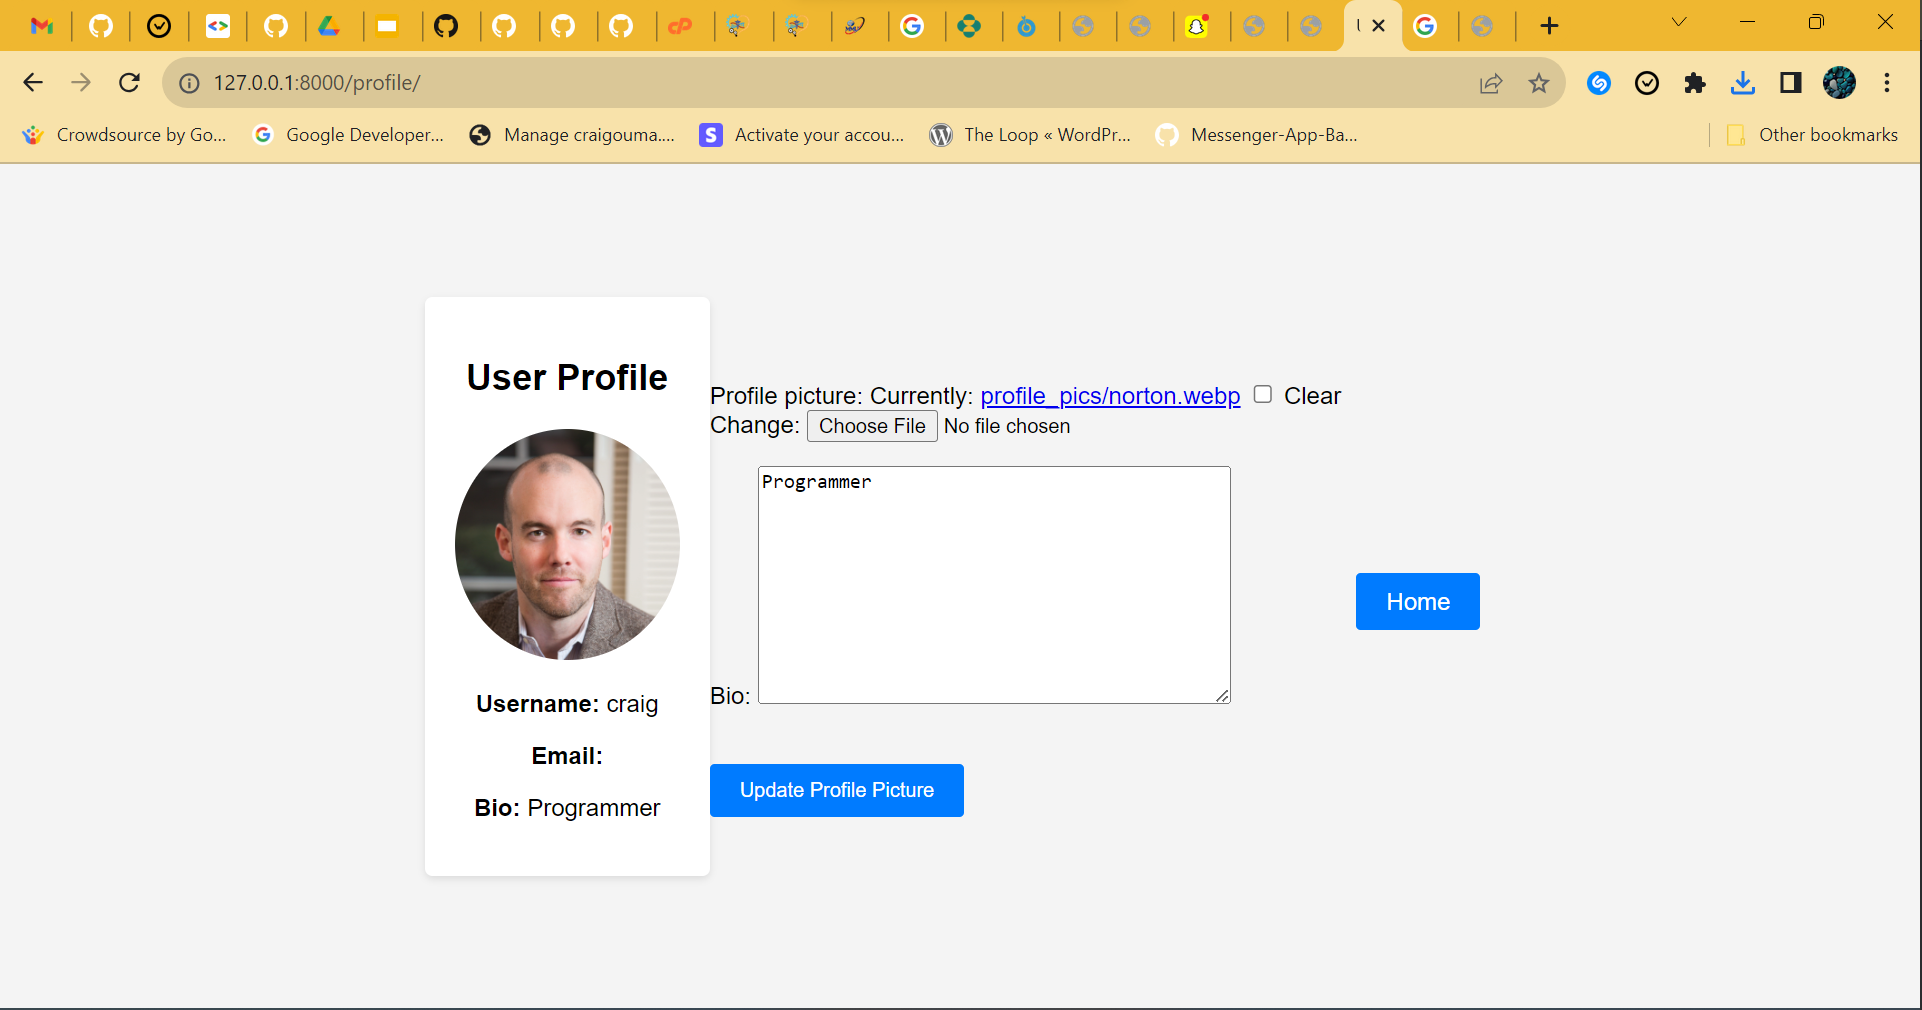 127.0.0.1:8000/profile/
Crowdsource by Go... Google Developer... Manage craigouma.... Activate your accou... The Loop « WordPr... Messenger-App-Ba... Other bookmarks
User Profile
Username: craig
Email:
Bio: Programmer
Profile picture: Currently: profile_pics/norton.webp Clear
Change: Choose File No file chosen
Programmer
Bio:
Update Profile Picture
Home